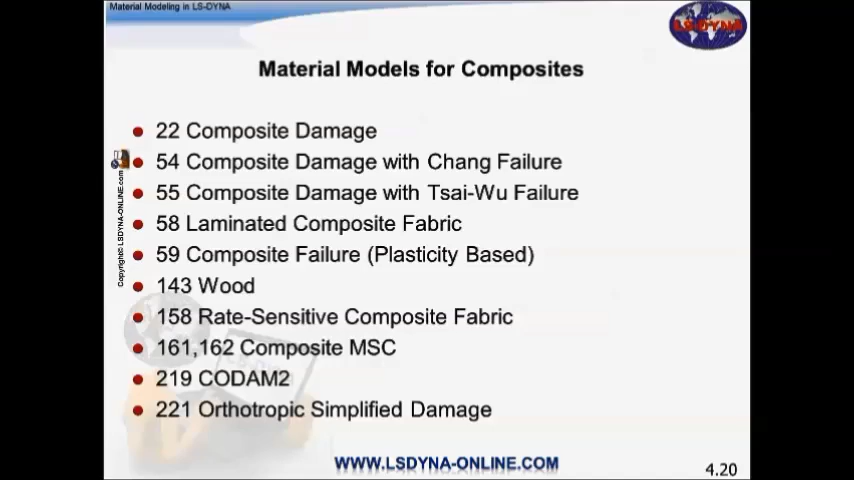 Material Modeling in LS-DYNA
LS-DYNA
Material Models for Composites
22 Composite Damage
54 Composite Damage with Chang Failure
55 Composite Damage with Tsai-Wu Failure
58 Laminated Composite Fabric
59 Composite Failure (Plasticity Based)
143 Wood
158 Rate-Sensitive Composite Fabric
161,162 Composite MSC
219 CODAM2
221 Orthotropic Simplified Damage
Copyright© LSDYNA-ONLINE.com
LS-DYNA
WWW.LSDYNA-ONLINE.COM
4.20